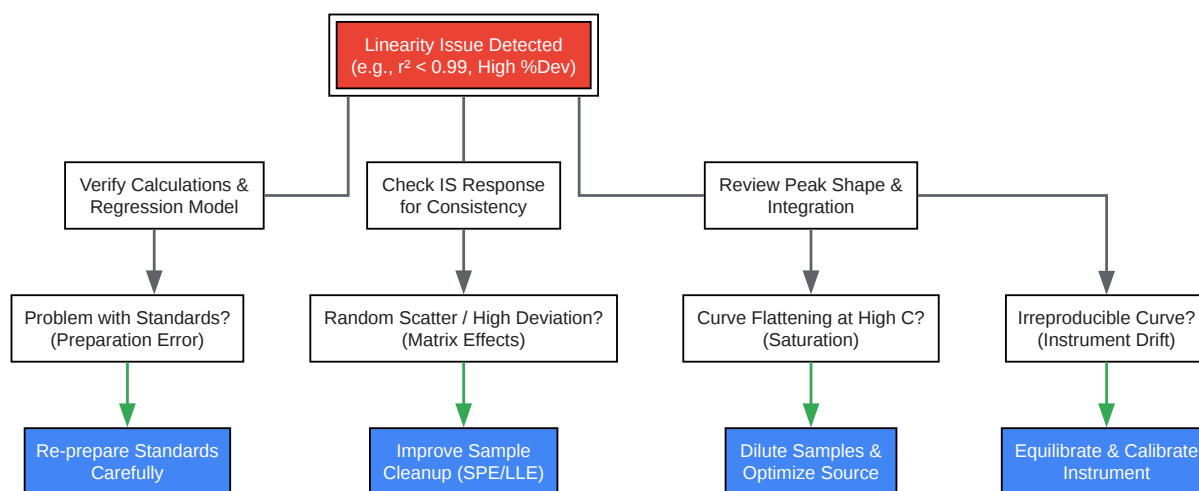 Linearity Issue Detected
(e.g., r² < 0.99, High %Dev)
Verify Calculations &
Regression Model
Check IS Response
for Consistency
Review Peak Shape &
Integration
Problem with Standards?
(Preparation Error)
Random Scatter / High Deviation?
(Matrix Effects)
Curve Flattening at High C?
(Saturation)
Irreproducible Curve?
(Instrument Drift)
Re-prepare Standards
Carefully
Improve Sample
Cleanup (SPE/LLE)
Dilute Samples &
Optimize Source
Equilibrate & Calibrate
Instrument